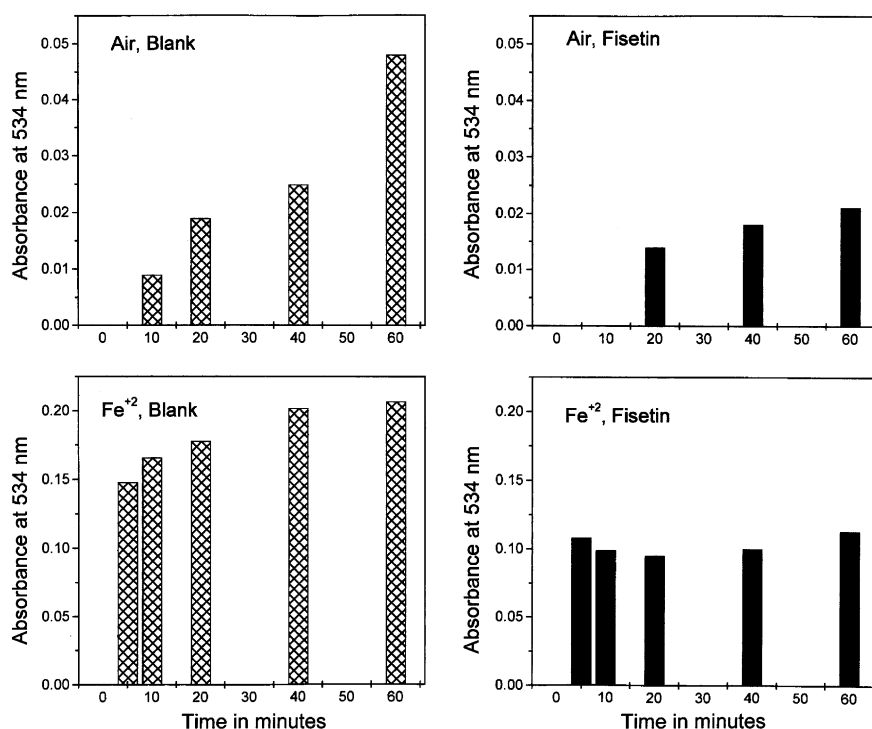 Air, Blank
Absorbance at 534 nm
0.05
0.04
0.03
0.02
0.01
0.00
0 10 20 30 40 50 60
Air, Fisetin
Absorbance at 534 nm
0.05
0.04
0.03
0.02
0.01
0.00
0 10 20 30 40 50 60
Fe+2, Blank
Absorbance at 534 nm
0.20
0.15
0.10
0.05
0.00
0 10 20 30 40 50 60
Time in minutes
Fe+2, Fisetin
Absorbance at 534 nm
0.20
0.15
0.10
0.05
0.00
0 10 20 30 40 50 60
Time in minutes